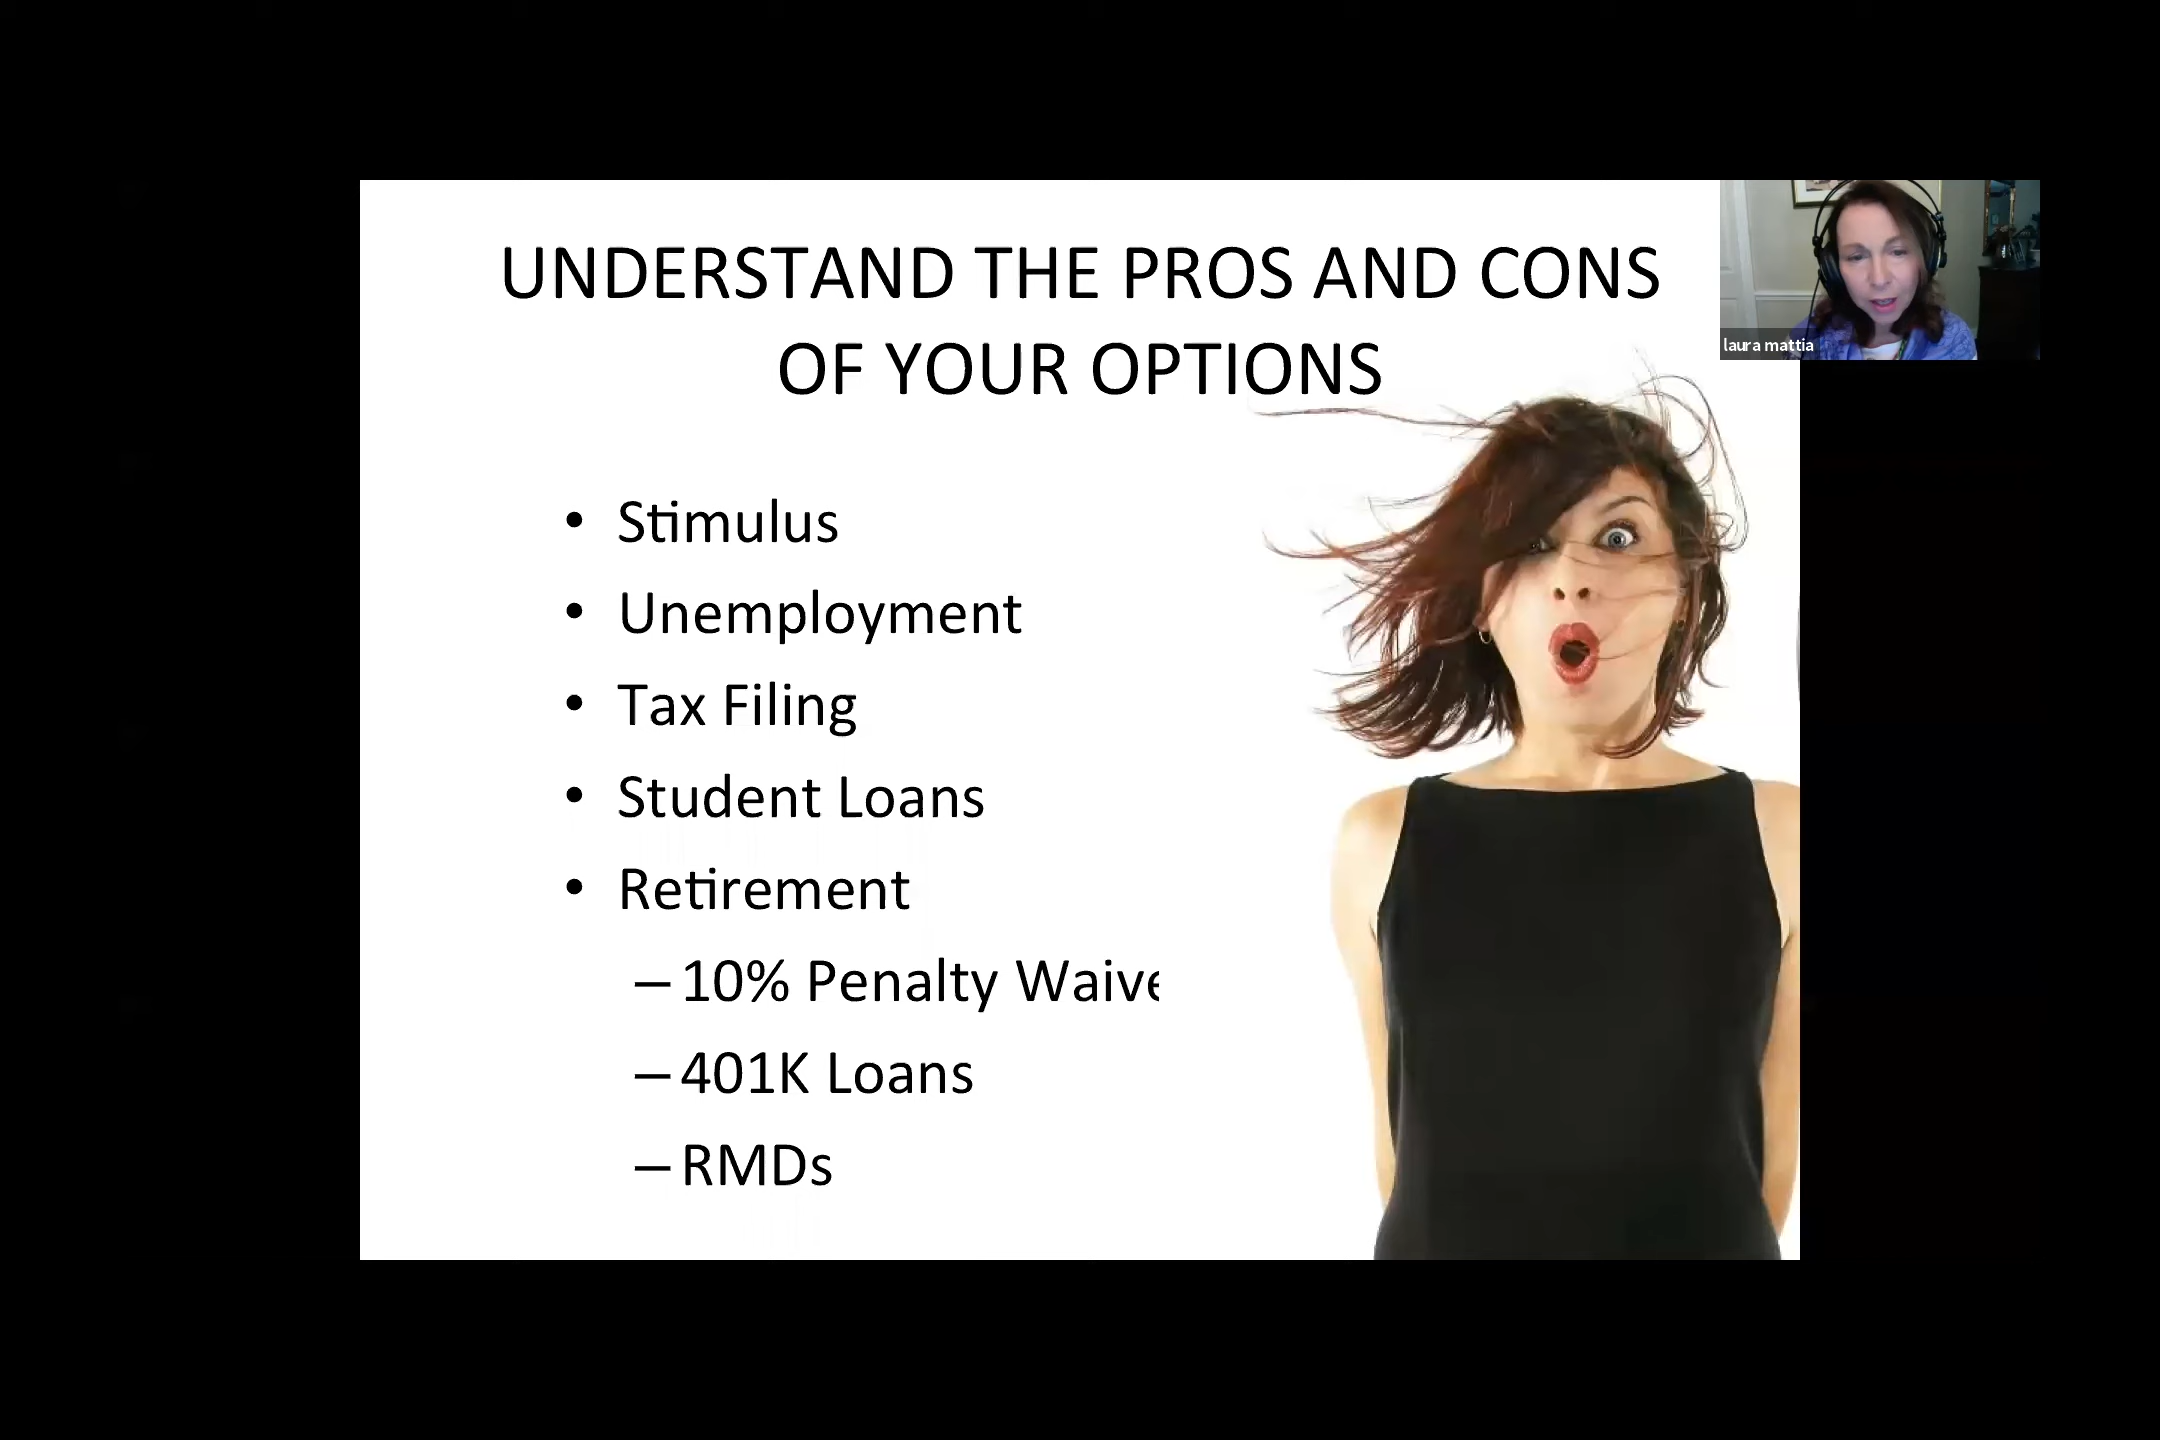 UNDERSTAND THE PROS AND CONS
OF YOUR OPTIONS
laura mattia
• Stimulus
• Unemployment
• Tax Filing
• Student Loans
• Retirement
– 10% Penalty Waive
– 401K Loans
– RMDs